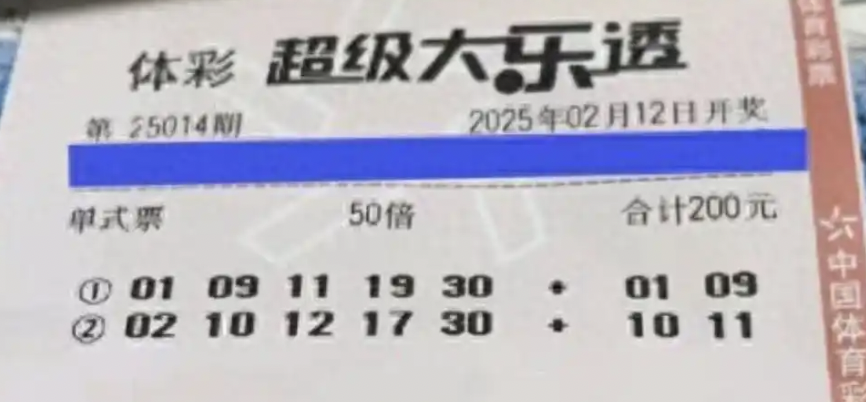 体彩 超级大乐透
第 25014期 2025年02月12日开奖
单式票 50倍 合计200元
① 01 09 11 19 30 + 01 09
② 02 10 12 17 30 + 10 11
体育彩票
中国体育彩